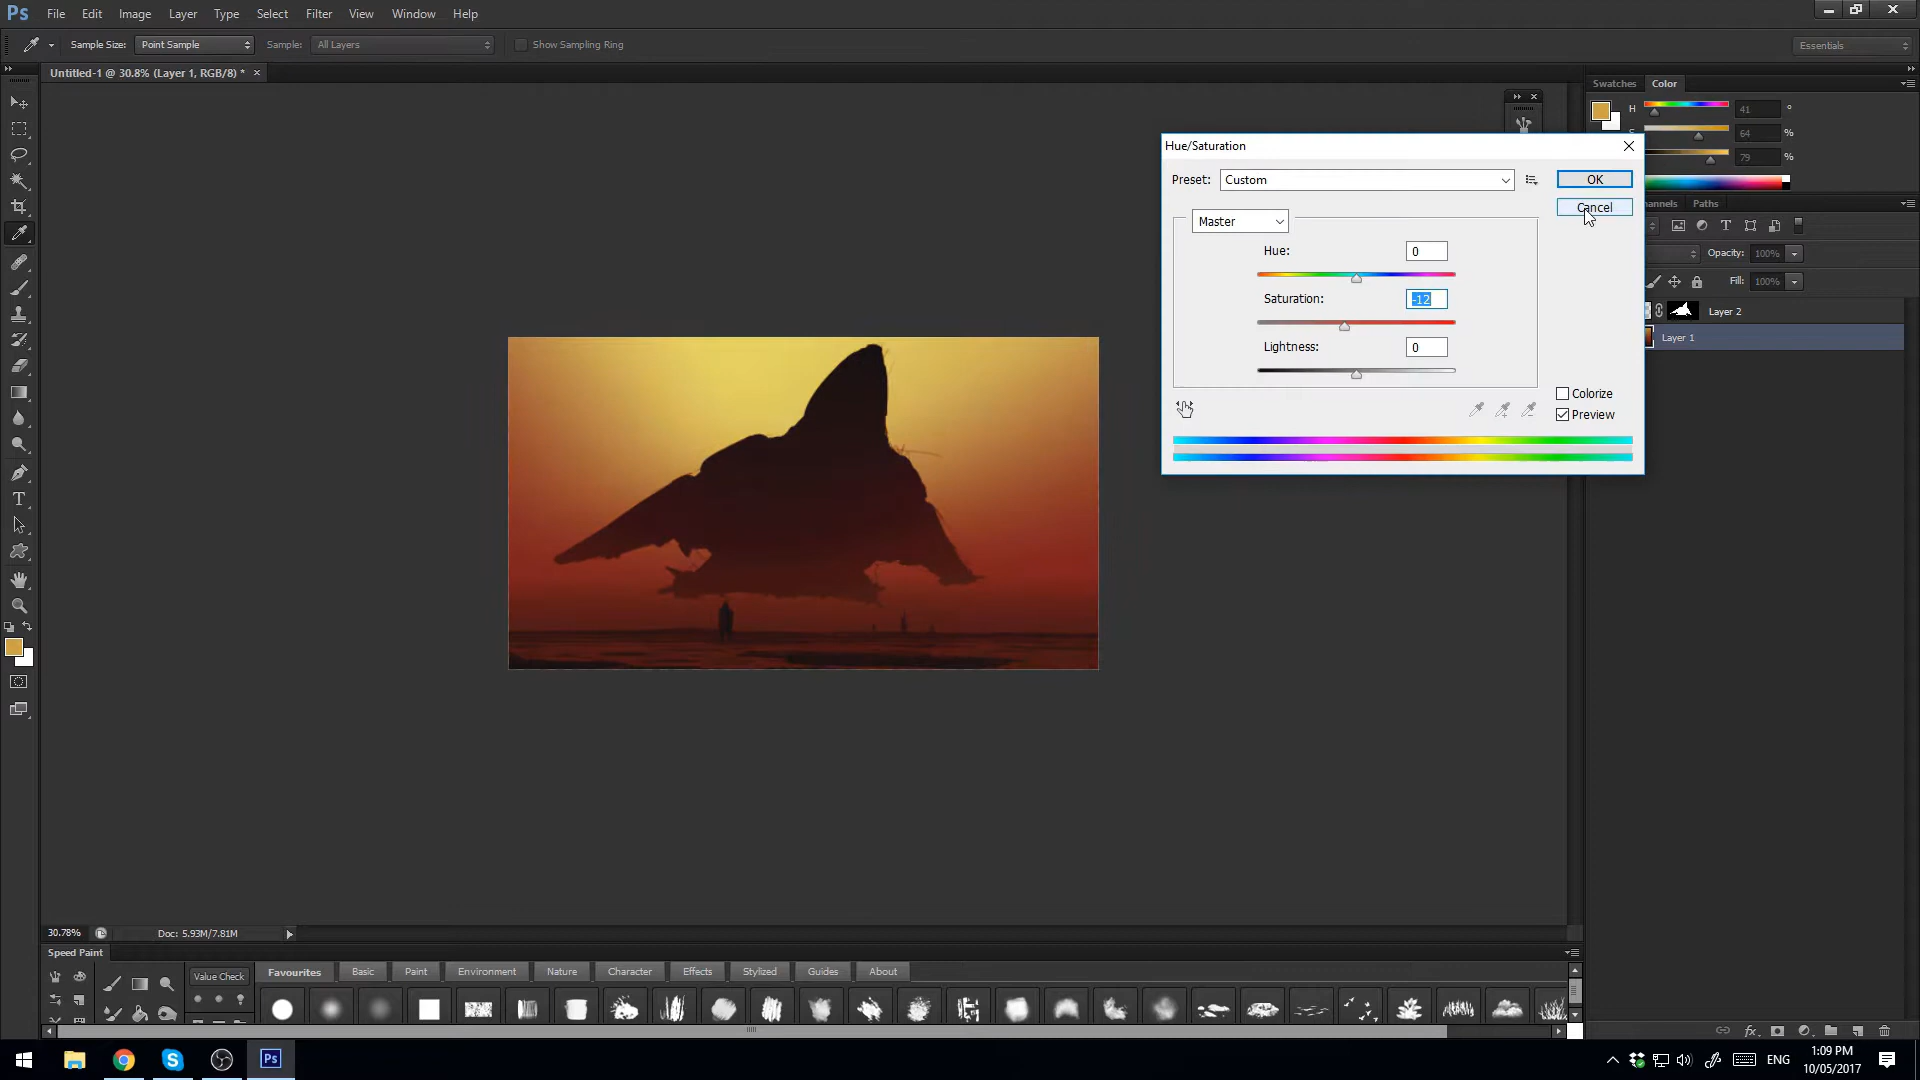 Ps File Edit Image Layer Type Select Filter View Window Help
Sample Size: Point Sample Sample: All Layers Show Sampling Ring Essentials
Untitled-1 @ 30.8% (Layer 1, RGB/8) *
Swatches Color
H 41 °
64 %
79 %
Hue/Saturation
Preset: Custom OK
Cancel
Master
Hue: 0
Saturation: -12
Lightness: 0
Colorize
Preview
Paths
Opacity: 100%
Fill: 100%
Layer 2
Layer 1
30.78% Doc: 5.93M/7.81M
Speed Paint
Value Check Favourites Basic Paint Environment Nature Character Effects Stylized Guides About
Ps ENG 1:09 PM
10/05/2017